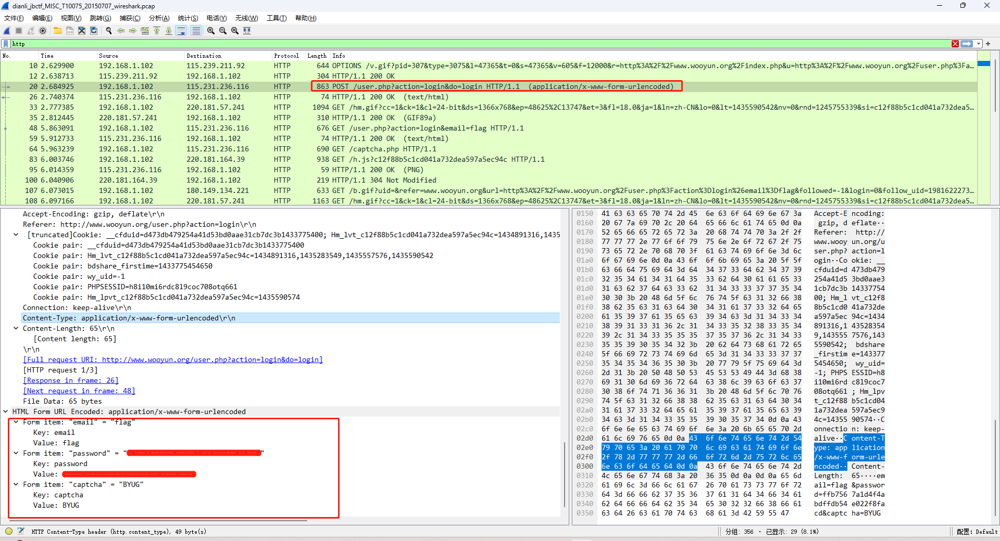 dianli_jbctf_MISC_T10075_20150707_wireshark.pcap
文件(F) 编辑(E) 视图(V) 跳转(G) 捕获(C) 分析(A) 统计(S) 电话(Y) 无线(W) 工具(T) 帮助(H)
http
No. Time Source Destination Protocol Length Info
10 2.629900 192.168.1.102 115.239.211.92 HTTP 644 OPTIONS /v.gif?pid=307&type=3075&l=47365&t=0&s=47365&v=605&f=12000&r=http%3A%2F%2Fwww.wooyun.org%2Findex.php&u=http%3A%2F%2Fwww.wooyun.org%2Fuser.php%3Fa…
12 2.638713 115.239.211.92 192.168.1.102 HTTP 304 HTTP/1.1 200 OK
20 2.684925 192.168.1.102 115.231.236.116 HTTP 863 POST /user.php?action=login&do=login HTTP/1.1 (application/x-www-form-urlencoded)
26 2.740374 115.231.236.116 192.168.1.102 HTTP 74 HTTP/1.1 200 OK (text/html)
33 2.777385 192.168.1.102 220.181.57.241 HTTP 1094 GET /hm.gif?cc=1&ck=1&cl=24-bit&ds=1366x768&ep=48625%2C13747&et=3&fl=18.0&ja=1&ln=zh-CN&lo=0&lt=1435590542&nv=0&rnd=1245755339&si=c12f88b5c1cd041a732dea5…
35 2.812445 220.181.57.241 192.168.1.102 HTTP 310 HTTP/1.1 200 OK (GIF89a)
48 5.863091 192.168.1.102 115.231.236.116 HTTP 676 GET /user.php?action=login&email=flag HTTP/1.1
59 5.912733 115.231.236.116 192.168.1.102 HTTP 74 HTTP/1.1 200 OK (text/html)
64 5.963239 192.168.1.102 115.231.236.116 HTTP 690 GET /captcha.php HTTP/1.1
83 6.003746 192.168.1.102 220.181.164.39 HTTP 938 GET /h.js?c12f88b5c1cd041a732dea597a5ec94c HTTP/1.1
95 6.014359 115.231.236.116 192.168.1.102 HTTP 59 HTTP/1.1 200 OK (PNG)
100 6.040906 220.181.164.39 192.168.1.102 HTTP 219 HTTP/1.1 304 Not Modified
107 6.073015 192.168.1.102 180.149.134.221 HTTP 633 GET /b.gif?uid=&refer=www.wooyun.org&url=http%3A%2F%2Fwww.wooyun.org%2Fuser.php%3Faction%3Dlogin%26email%3Dflag&followed=-1&login=0&follow_uid=1981622273…
108 6.097166 192.168.1.102 220.181.57.241 HTTP 1163 GET /hm.gif?cc=1&ck=1&cl=24-bit&ds=1366x768&ep=48625%2C13747&et=3&fl=18.0&ja=1&ln=zh-CN&lo=0&lt=1435590542&nv=0&rnd=1245755339&si=c12f88b5c1cd041a732dea5…
Accept-Encoding: gzip, deflate\r\n
Referer: http://www.wooyun.org/user.php?action=login\r\n
[truncated]Cookie: __cfduid=d473db479254a41d53bd0aae31cb7dc3b1433775400; Hm_lvt_c12f88b5c1cd041a732dea597a5ec94c=1434891316,1435
Cookie pair: __cfduid=d473db479254a41d53bd0aae31cb7dc3b1433775400
Cookie pair: Hm_lvt_c12f88b5c1cd041a732dea597a5ec94c=1434891316,1435283549,1435557576,1435590542
Cookie pair: bdshare_firstime=1433775454650
Cookie pair: wy_uid=-1
Cookie pair: PHPSESSID=h8i10mi6rdc8l9coc708otq661
Cookie pair: Hm_lpvt_c12f88b5c1cd041a732dea597a5ec94c=1435590574
Connection: keep-alive\r\n
Content-Type: application/x-www-form-urlencoded\r\n
Content-Length: 65\r\n
[Content length: 65]
\r\n
[Full request URI: http://www.wooyun.org/user.php?action=login&do=login]
[HTTP request 1/3]
[Response in frame: 26]
[Next request in frame: 48]
File Data: 65 bytes
HTML Form URL Encoded: application/x-www-form-urlencoded
Form item: "email" = "flag"
Key: email
Value: flag
Form item: "password" = " "
Key: password
Value:
Form item: "captcha" = "BYUG"
Key: captcha
Value: BYUG
0150 41 63 63 65 70 74 2d 45 6e 63 6f 64 69 6e 67 3a Accept-E ncoding:
0160 20 67 7a 69 70 2c 20 64 65 66 6c 61 74 65 0d 0a gzip, d eflate··
0170 52 65 66 65 72 65 72 3a 20 68 74 74 70 3a 2f 2f Referer: http://
0180 77 77 77 2e 77 6f 6f 79 75 6e 2e 6f 72 67 2f 75 www.wooy un.org/u
0190 73 65 72 2e 70 68 70 3f 61 63 74 69 6f 6e 3d 6c ser.php? action=l
01a0 6f 67 69 6e 0d 0a 43 6f 6f 6b 69 65 3a 20 5f 5f ogin··Co okie: __
01b0 63 66 64 75 69 64 3d 64 34 37 33 64 62 34 37 39 cfduid=d 473db479
01c0 32 35 34 61 34 31 64 35 33 62 64 30 61 61 65 33 254a41d5 3bd0aae3
01d0 31 63 62 37 64 63 33 62 31 34 33 33 37 37 35 34 1cb7dc3b 14337754
01e0 30 30 3b 20 48 6d 5f 6c 76 74 5f 63 31 32 66 38 00; Hm_l vt_c12f8
01f0 38 62 35 63 31 63 64 30 34 31 61 37 33 32 64 65 8b5c1cd0 41a732de
0200 61 35 39 37 61 35 65 63 39 34 63 3d 31 34 33 34 a597a5ec 94c=1434
0210 38 39 31 33 31 36 2c 31 34 33 35 32 38 33 35 34 891316,1 43528354
0220 39 2c 31 34 33 35 35 35 37 35 37 36 2c 31 34 33 9,143555 7576,143
0230 35 35 39 30 35 34 32 3b 20 62 64 73 68 61 72 65 5590542; bdshare
0240 5f 66 69 72 73 74 69 6d 65 3d 31 34 33 33 37 37 _firstim e=143377
0250 35 34 35 34 36 35 30 3b 20 77 79 5f 75 69 64 3d 5454650; wy_uid=
0260 2d 31 3b 20 50 48 50 53 45 53 53 49 44 3d 68 38 -1; PHPS ESSID=h8
0270 69 31 30 6d 69 36 72 64 63 38 6c 39 63 6f 63 37 i10mi6rd c8l9coc7
0280 30 38 6f 74 71 36 36 31 3b 20 48 6d 5f 6c 70 76 08otq661 ; Hm_lpv
0290 74 5f 63 31 32 66 38 38 62 35 63 31 63 64 30 34 t_c12f88 b5c1cd04
02a0 31 61 37 33 32 64 65 61 35 39 37 61 35 65 63 39 1a732dea 597a5ec9
02b0 34 63 3d 31 34 33 35 35 39 30 35 37 34 0d 0a 43 4c=14355 90574··C
02c0 6f 6e 6e 65 63 74 69 6f 6e 3a 20 6b 65 65 70 2d onnectio n: keep-
02d0 61 6c 69 76 65 0d 0a 43 6f 6e 74 65 6e 74 2d 54 alive··C ontent-T
02e0 79 70 65 3a 20 61 70 70 6c 69 63 61 74 69 6f 6e ype: app lication
02f0 2f 78 2d 77 77 77 2d 66 6f 72 6d 2d 75 72 6c 65 /x-www-f orm-urle
0300 6e 63 6f 64 65 64 0d 0a 43 6f 6e 74 65 6e 74 2d ncoded·· Content-
0310 4c 65 6e 67 74 68 3a 20 36 35 0d 0a 0d 0a 65 6d Length: 65····em
0320 61 69 6c 3d 66 6c 61 67 26 70 61 73 73 77 6f 72 ail=flag &passwor
0330 64 3d 66 66 62 37 35 36 37 61 31 64 34 66 34 61 d=ffb756 7a1d4f4a
0340 62 64 66 66 64 62 35 34 65 30 32 32 66 38 66 61 bdffdb54 e022f8fa
0350 63 64 26 63 61 70 74 63 68 61 3d 42 59 55 47 cd&captc ha=BYUG
HTTP Content-Type header (http.content_type), 49 byte(s)
分组: 356 · 已显示: 29 (8.1%)
配置: Default